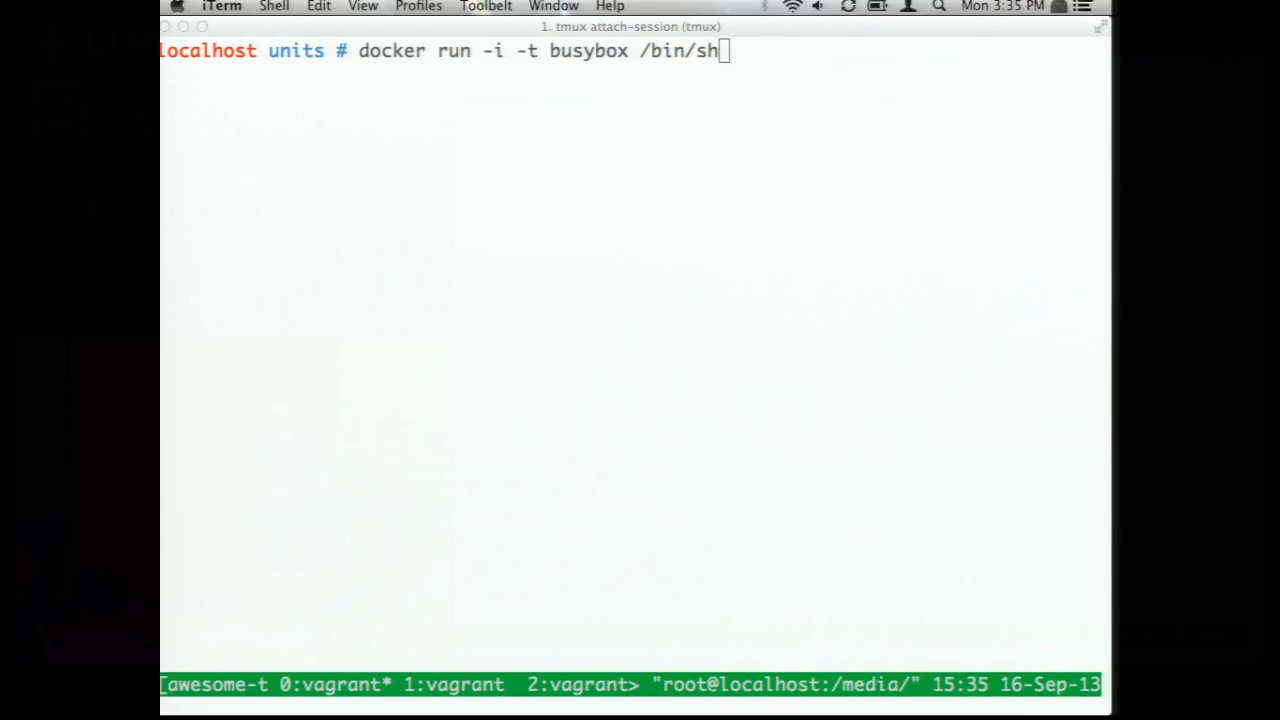 iTerm Shell Edit View Profiles Toolbelt Window Help Mon 3:35 PM
1. tmux attach-session (tmux)
localhost units # docker run -i -t busybox /bin/sh
[awesome-t 0:vagrant* 1:vagrant 2:vagrant> "root@localhost:/media/" 15:35 16-Sep-13